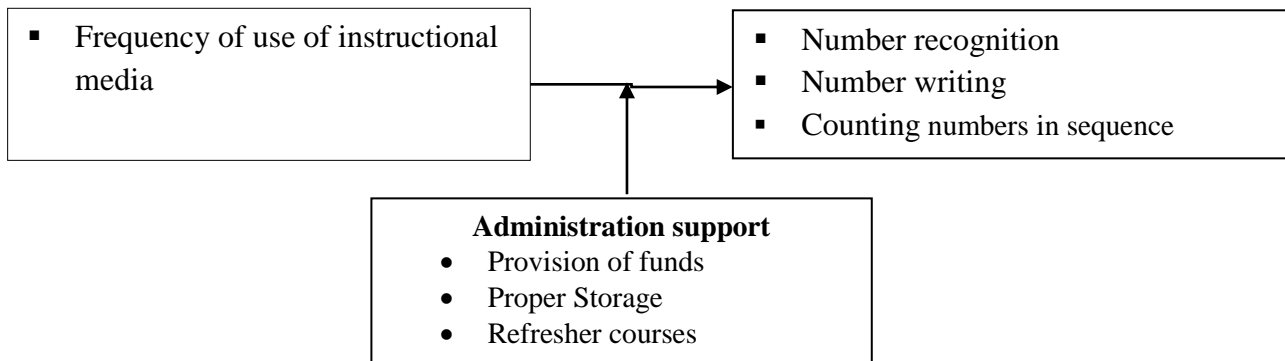 ▪ Frequency of use of instructional
media
▪ Number recognition
▪ Number writing
▪ Counting numbers in sequence
Administration support
• Provision of funds
• Proper Storage
• Refresher courses